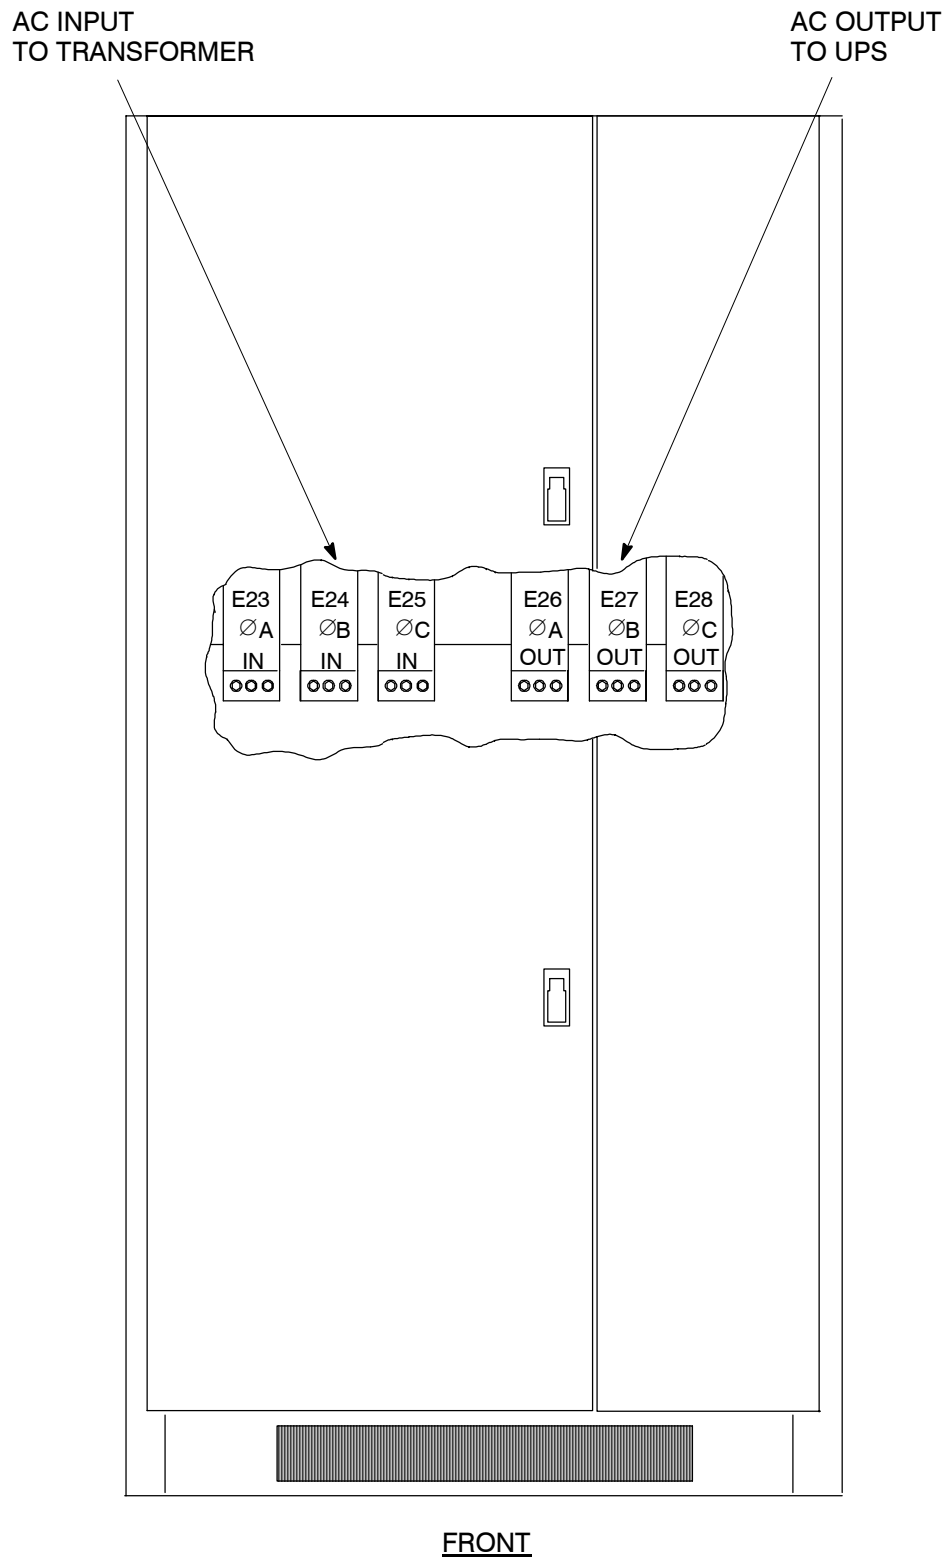 AC INPUT
TO TRANSFORMER
AC OUTPUT
TO UPS
E23
∅A
IN
E24
∅B
IN
E25
∅C
IN
E26
∅A
OUT
E27
∅B
OUT
E28
∅C
OUT
FRONT